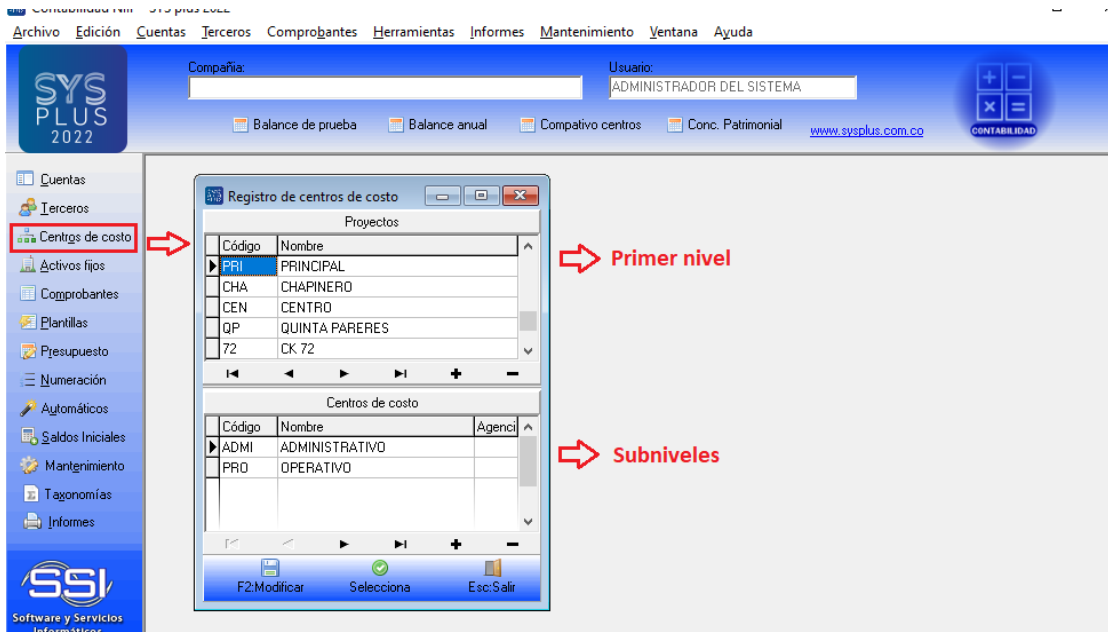 Contabilidad Niif - SYS plus 2022
Archivo Edición Cuentas Terceros Comprobantes Herramientas Informes Mantenimiento Ventana Ayuda
SYS
PLUS
2022
Compañia:
Usuario:
ADMINISTRADOR DEL SISTEMA
Balance de prueba Balance anual Compativo centros Conc. Patrimonial www.sysplus.com.co
CONTABILIDAD
Cuentas
Terceros
Centros de costo
Activos fijos
Comprobantes
Plantillas
Presupuesto
Numeración
Automáticos
Saldos Iniciales
Mantenimiento
Taxonomías
Informes
SSI
Software y Servicios
Informáticos
Registro de centros de costo
Proyectos
Código Nombre
PRI PRINCIPAL
CHA CHAPINERO
CEN CENTRO
QP QUINTA PARERES
72 CK 72
Primer nivel
Centros de costo
Código Nombre Agenci
ADMI ADMINISTRATIVO
PRO OPERATIVO
Subniveles
F2:Modificar Selecciona Esc:Salir